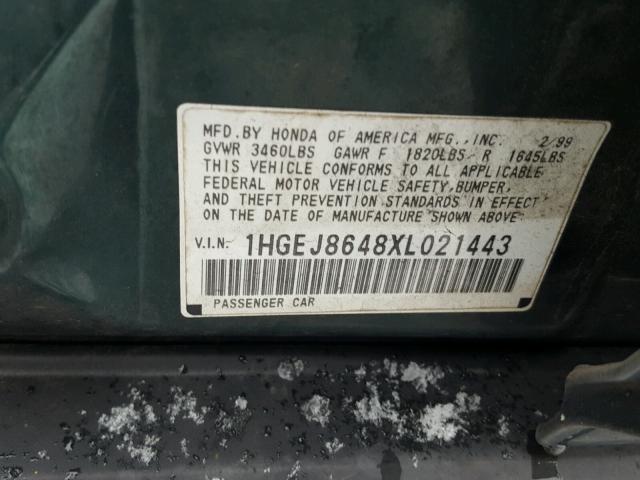 MFD.BY HONDA OF AMERICA MFG.,INC. 2/99
GVWR 3460LBS GAWR F 1820LBS R 1645LBS
THIS VEHICLE CONFORMS TO ALL APPLICABLE
FEDERAL MOTOR VEHICLE SAFETY,BUMPER,
AND THEFT PREVENTION STANDARDS IN EFFECT
ON THE DATE OF MANUFACTURE SHOWN ABOVE.
V.I.N: 1HGEJ8648XL021443
PASSENGER CAR